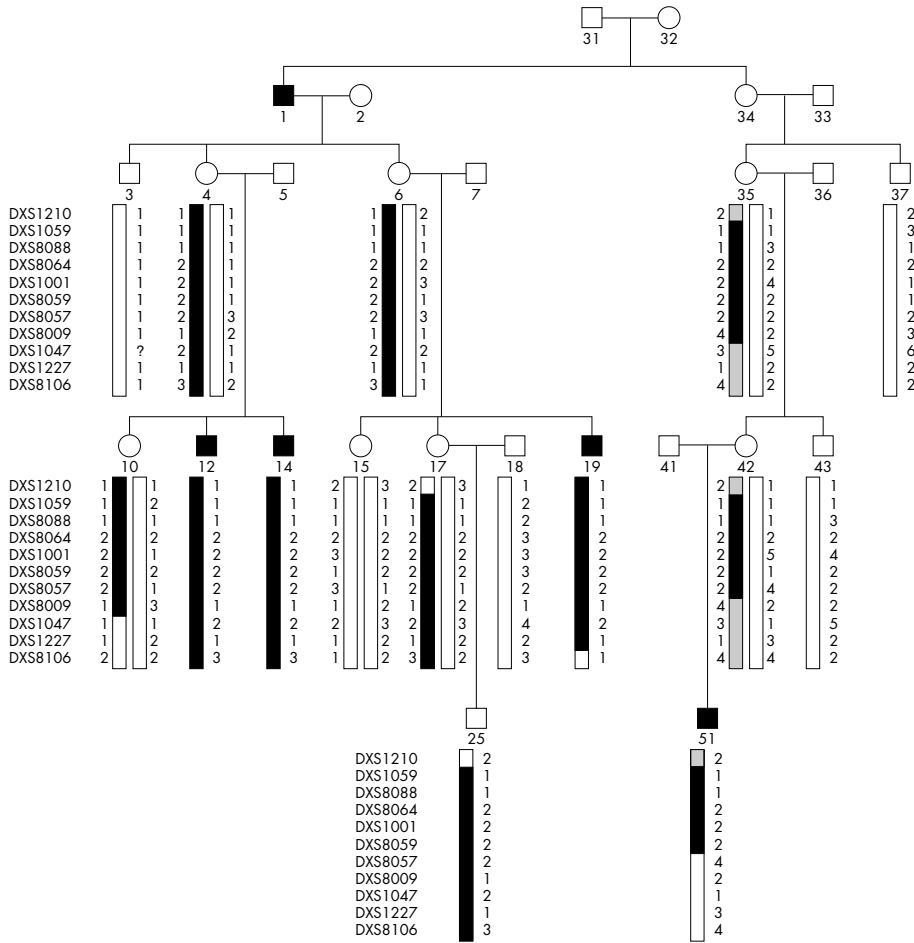 31 32
1 2 34 33
3 4 5 6 7 35 36 37
DXS1210 1 1 1 1 2 2 1 2
DXS1059 1 1 1 1 1 1 1 3
DXS8088 1 1 1 1 1 1 3 1
DXS8064 1 2 1 2 2 2 2 2
DXS1001 1 2 1 2 3 2 4 1
DXS8059 1 2 1 2 1 2 2 1
DXS8057 1 2 3 2 3 2 2 2
DXS8009 1 1 2 1 1 4 2 3
DXS1047 ? 2 1 2 2 3 5 6
DXS1227 1 1 1 1 1 1 2 2
DXS8106 1 3 2 3 1 4 2 2
10 12 14 15 17 18 19 41 42 43
DXS1210 1 1 1 1 2 3 2 3 1 1 2 1 1
DXS1059 1 2 1 1 1 1 1 1 2 1 1 1 1
DXS8088 1 1 1 1 1 1 1 1 2 1 1 1 3
DXS8064 2 2 2 2 2 2 2 2 3 2 2 2 2
DXS1001 2 1 2 2 3 2 2 2 3 2 2 5 4
DXS8059 2 2 2 2 1 2 2 2 3 2 2 1 2
DXS8057 2 1 2 2 3 1 2 1 2 2 2 4 2
DXS8009 1 3 1 1 1 2 1 2 1 1 4 2 2
DXS1047 1 1 2 1 2 3 2 3 4 2 3 1 5
DXS1227 1 2 1 1 1 2 1 2 2 1 1 3 2
DXS8106 2 2 3 3 1 2 3 2 3 1 4 4 2
25 51
DXS1210 2 2
DXS1059 1 1
DXS8088 1 1
DXS8064 2 2
DXS1001 2 2
DXS8059 2 2
DXS8057 2 4
DXS8009 1 2
DXS1047 2 1
DXS1227 1 3
DXS8106 3 4